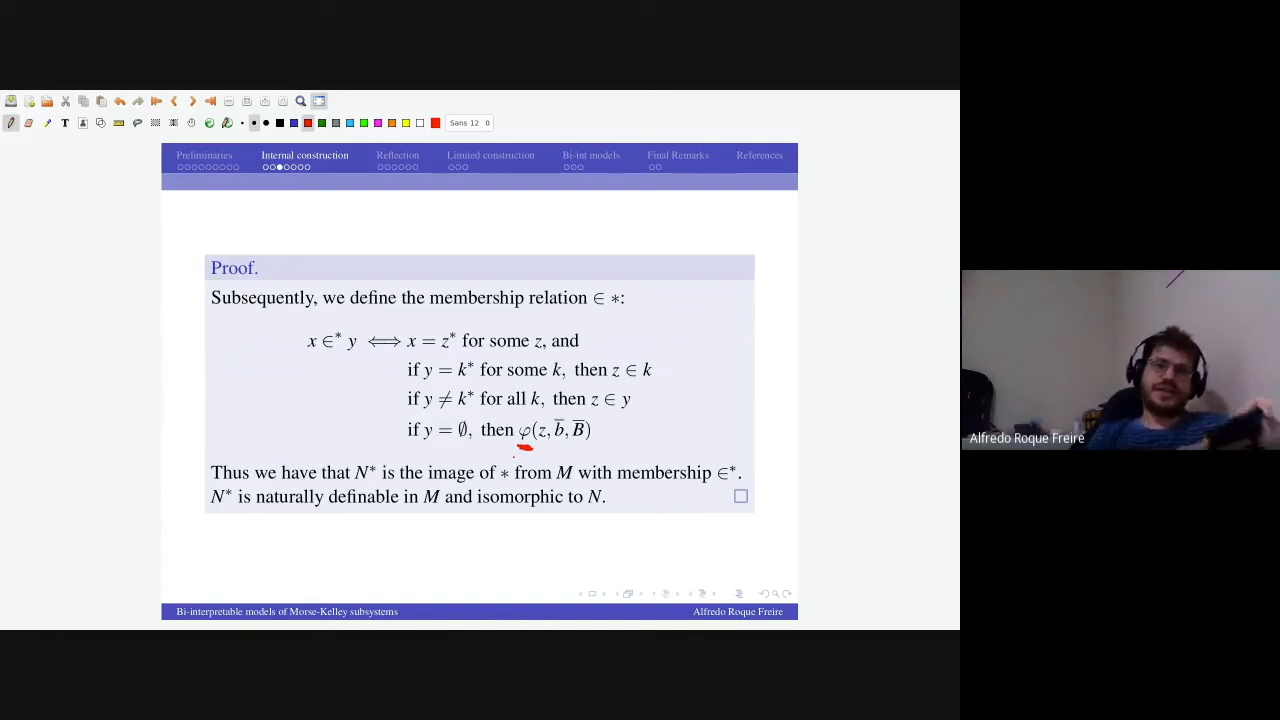 Sans 12 0
Preliminaries Internal construction Reflection Limited construction Bi-int models Final Remarks References
Proof.
Subsequently, we define the membership relation ∈ *:
x ∈* y ⟺ x = z* for some z, and
if y = k* for some k, then z ∈ k
if y ≠ k* for all k, then z ∈ y
if y = ∅, then φ(z, b̅, B̅)
Thus we have that N* is the image of * from M with membership ∈*.
N* is naturally definable in M and isomorphic to N.
Bi-interpretable models of Morse-Kelley subsystems Alfredo Roque Freire
Alfredo Roque Freire